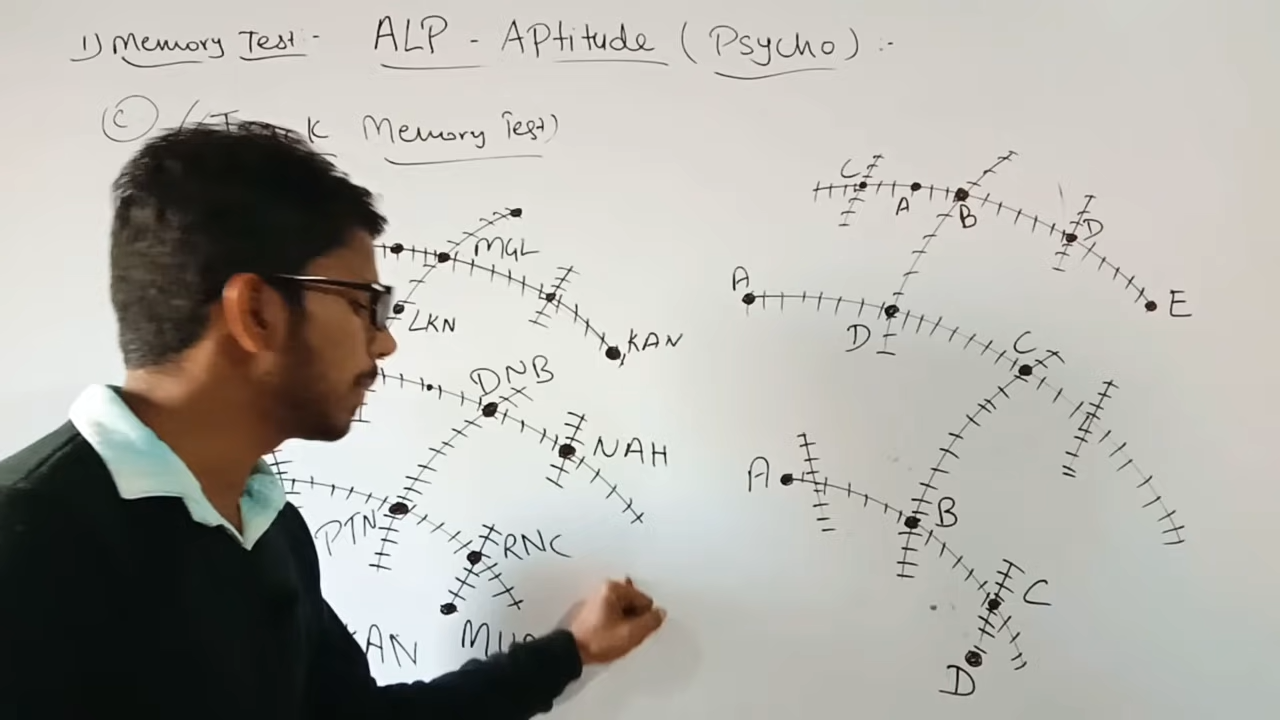 1) Memory Test :- ALP - APtitude ( Psycho ) :-
C Memory Test)
MGL
LKN
KAN
DNB
NAH
PTN
RNC
C
A
B
D
E
A
D
C
A
B
C
D